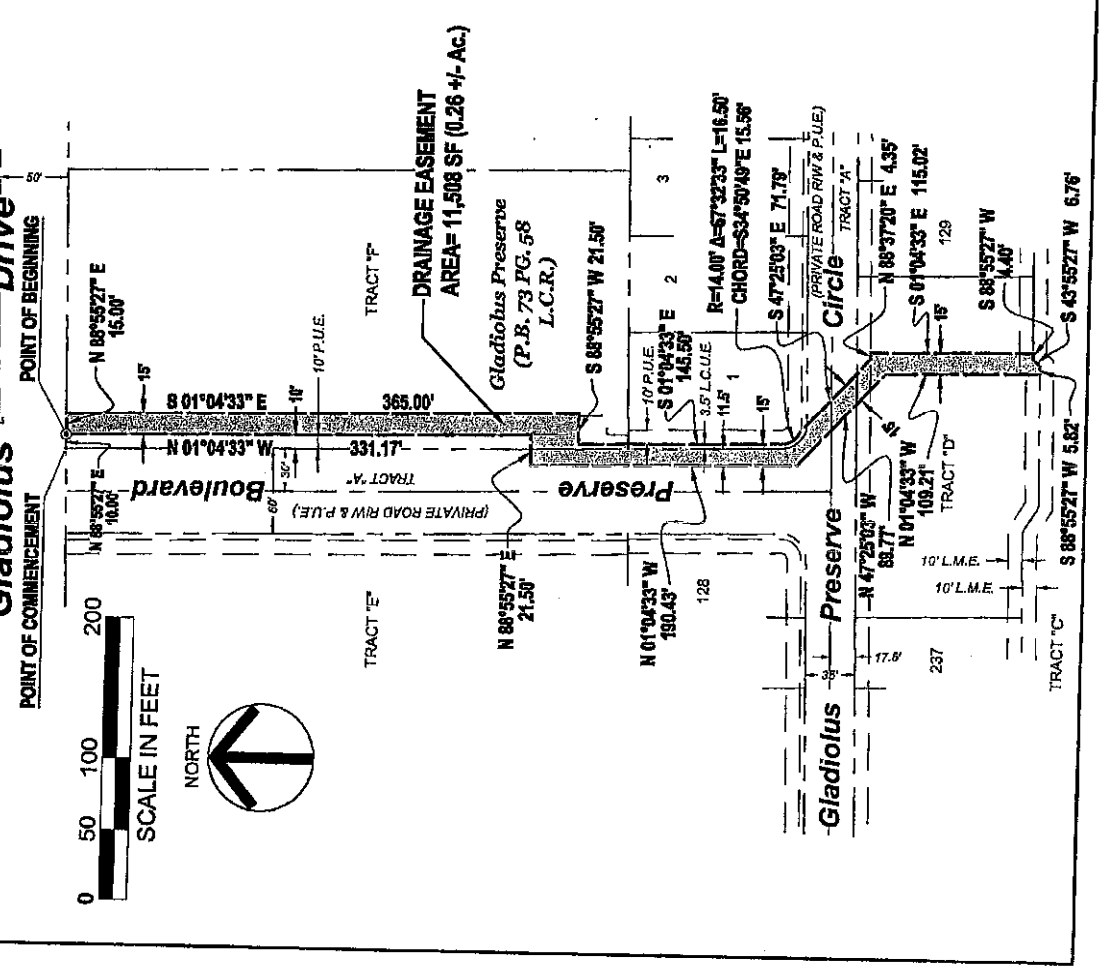 Gladiolus Drive
50'
POINT OF COMMENCEMENT
POINT OF BEGINNING
N 88°55'27" E
15.00'
N 88°55'27" E
10.00'
0 50 100 200
SCALE IN FEET
NORTH
15'
S 01°04'33" E 365.00'
10'
10' P.U.E.
N 01°04'33" W 331.17'
30'
60'
TRACT "A"
(PRIVATE ROAD R/W & P.U.E.)
Boulevard
Preserve
TRACT "E"
TRACT "F"
DRAINAGE EASEMENT
AREA= 11,508 SF (0.26 +/- Ac.)
Gladiolus Preserve
(P.B. 73 PG. 58
L.C.R.)
N 88°55'27" E
21.50'
S 88°55'27" W 21.50'
N 01°04'33" W
190.43'
10' P.U.E.
S 01°04'33" E
145.50'
3.5' L.C.U.E.
11.5'
15'
1
2
3
128
R=14.00' Δ=67°32'33" L=16.50'
CHORD=S34°50'49"E 15.56'
S 47°25'03" E 71.79'
(PRIVATE ROAD R/W & P.U.E.)
TRACT "A"
Gladiolus Preserve Circle
N 88°37'20" E 4.35'
S 01°04'33" E 115.02'
129
15'
15'
N 47°25'03" W
89.77'
N 01°04'33" W
109.21'
TRACT "D"
S 88°55'27" W
4.40'
S 43°55'27" W 6.76'
S 88°55'27" W 5.82'
10' L.M.E.
10' L.M.E.
35'
237
TRACT "C"